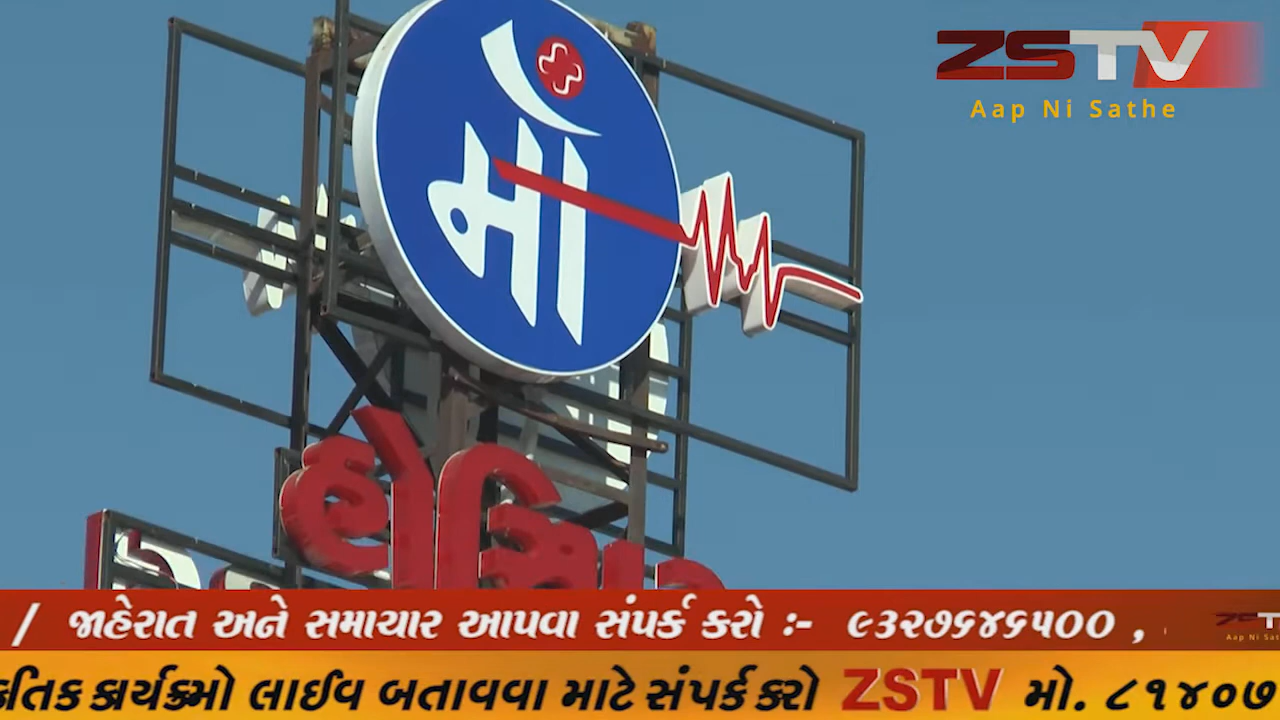 ZSTV
Aap Ni Sathe
માઁ
હોસ્પિટ
/ જાહેરાત અને સમાચાર આપવા સંપર્ક કરો :- ૯૩૨૭૬૪૬૫૦૦ ,
કાર્યક્રમો લાઈવ બતાવવા માટે સંપર્ક કરો ZSTV મો. ૮૧૪૦૭